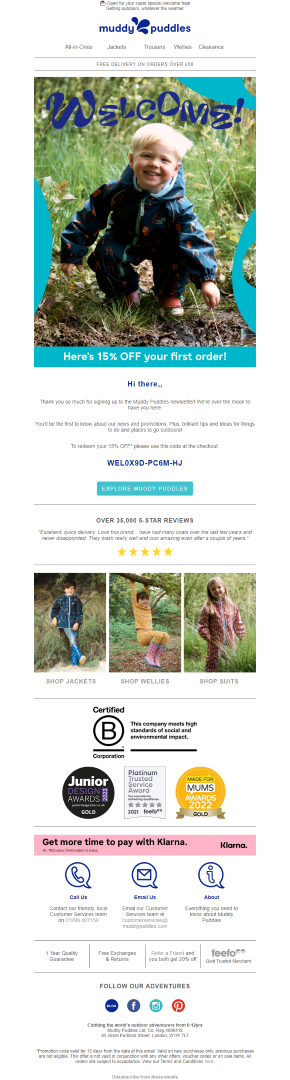 Open for your super special welcome treat
Getting outdoors, whatever the weather
muddy puddles
All-in-Ones Jackets Trousers Wellies Clearance
FREE DELIVERY ON ORDERS OVER £50
WELCOME!
Here's 15% OFF your first order!
Hi there,,
Thank you so much for signing up to the Muddy Puddles newsletter! We're over the moon to
have you here.
You'll be the first to know about our news and promotions. Plus, brilliant tips and ideas for things
to do and places to go outdoors!
To redeem your 15% OFF* please use this code at the checkout:
WEL0X9D-PC6M-HJ
EXPLORE MUDDY PUDDLES
OVER 35,000 5-STAR REVIEWS
"Excellent, quick delivery. Love this brand - have had many coats over the last few years and
never disappointed. They wash really well and look amazing even after a couple of years."
SHOP JACKETS SHOP WELLIES SHOP SUITS
Certified
B
Corporation
This company meets high
standards of social and
environmental impact.
Junior
DESIGN
AWARDS 2022
GOLD
Platinum
Trusted
Service
Award
2021 feefo
MADE FOR
MUMS
AWARDS
2022
GOLD
Get more time to pay with Klarna.
Klarna.
Call Us
Contact our friendly, local
Customer Services team
on 01299 407150
Email Us
Email our Customer
Services team at
customerservices@
muddypuddles.com
About
Everything you need to
know about Muddy
Puddles
1 Year Quality
Guarantee
Free Exchanges
& Returns
Refer a Friend and
you both get 20% off
feefo
Gold Trusted Merchant
FOLLOW OUR ADVENTURES
BLOG
Clothing the world's outdoor adventurers from 0-12yrs
*Promotion code valid for 15 days from the date of this email. Valid on new purchases only, previous purchases
are not eligible. This offer is not valid in conjunction with any other offers, voucher codes or on sale items. All
orders are subject to acceptance. View our Terms and Conditions here.
Unsubscribe from these emails